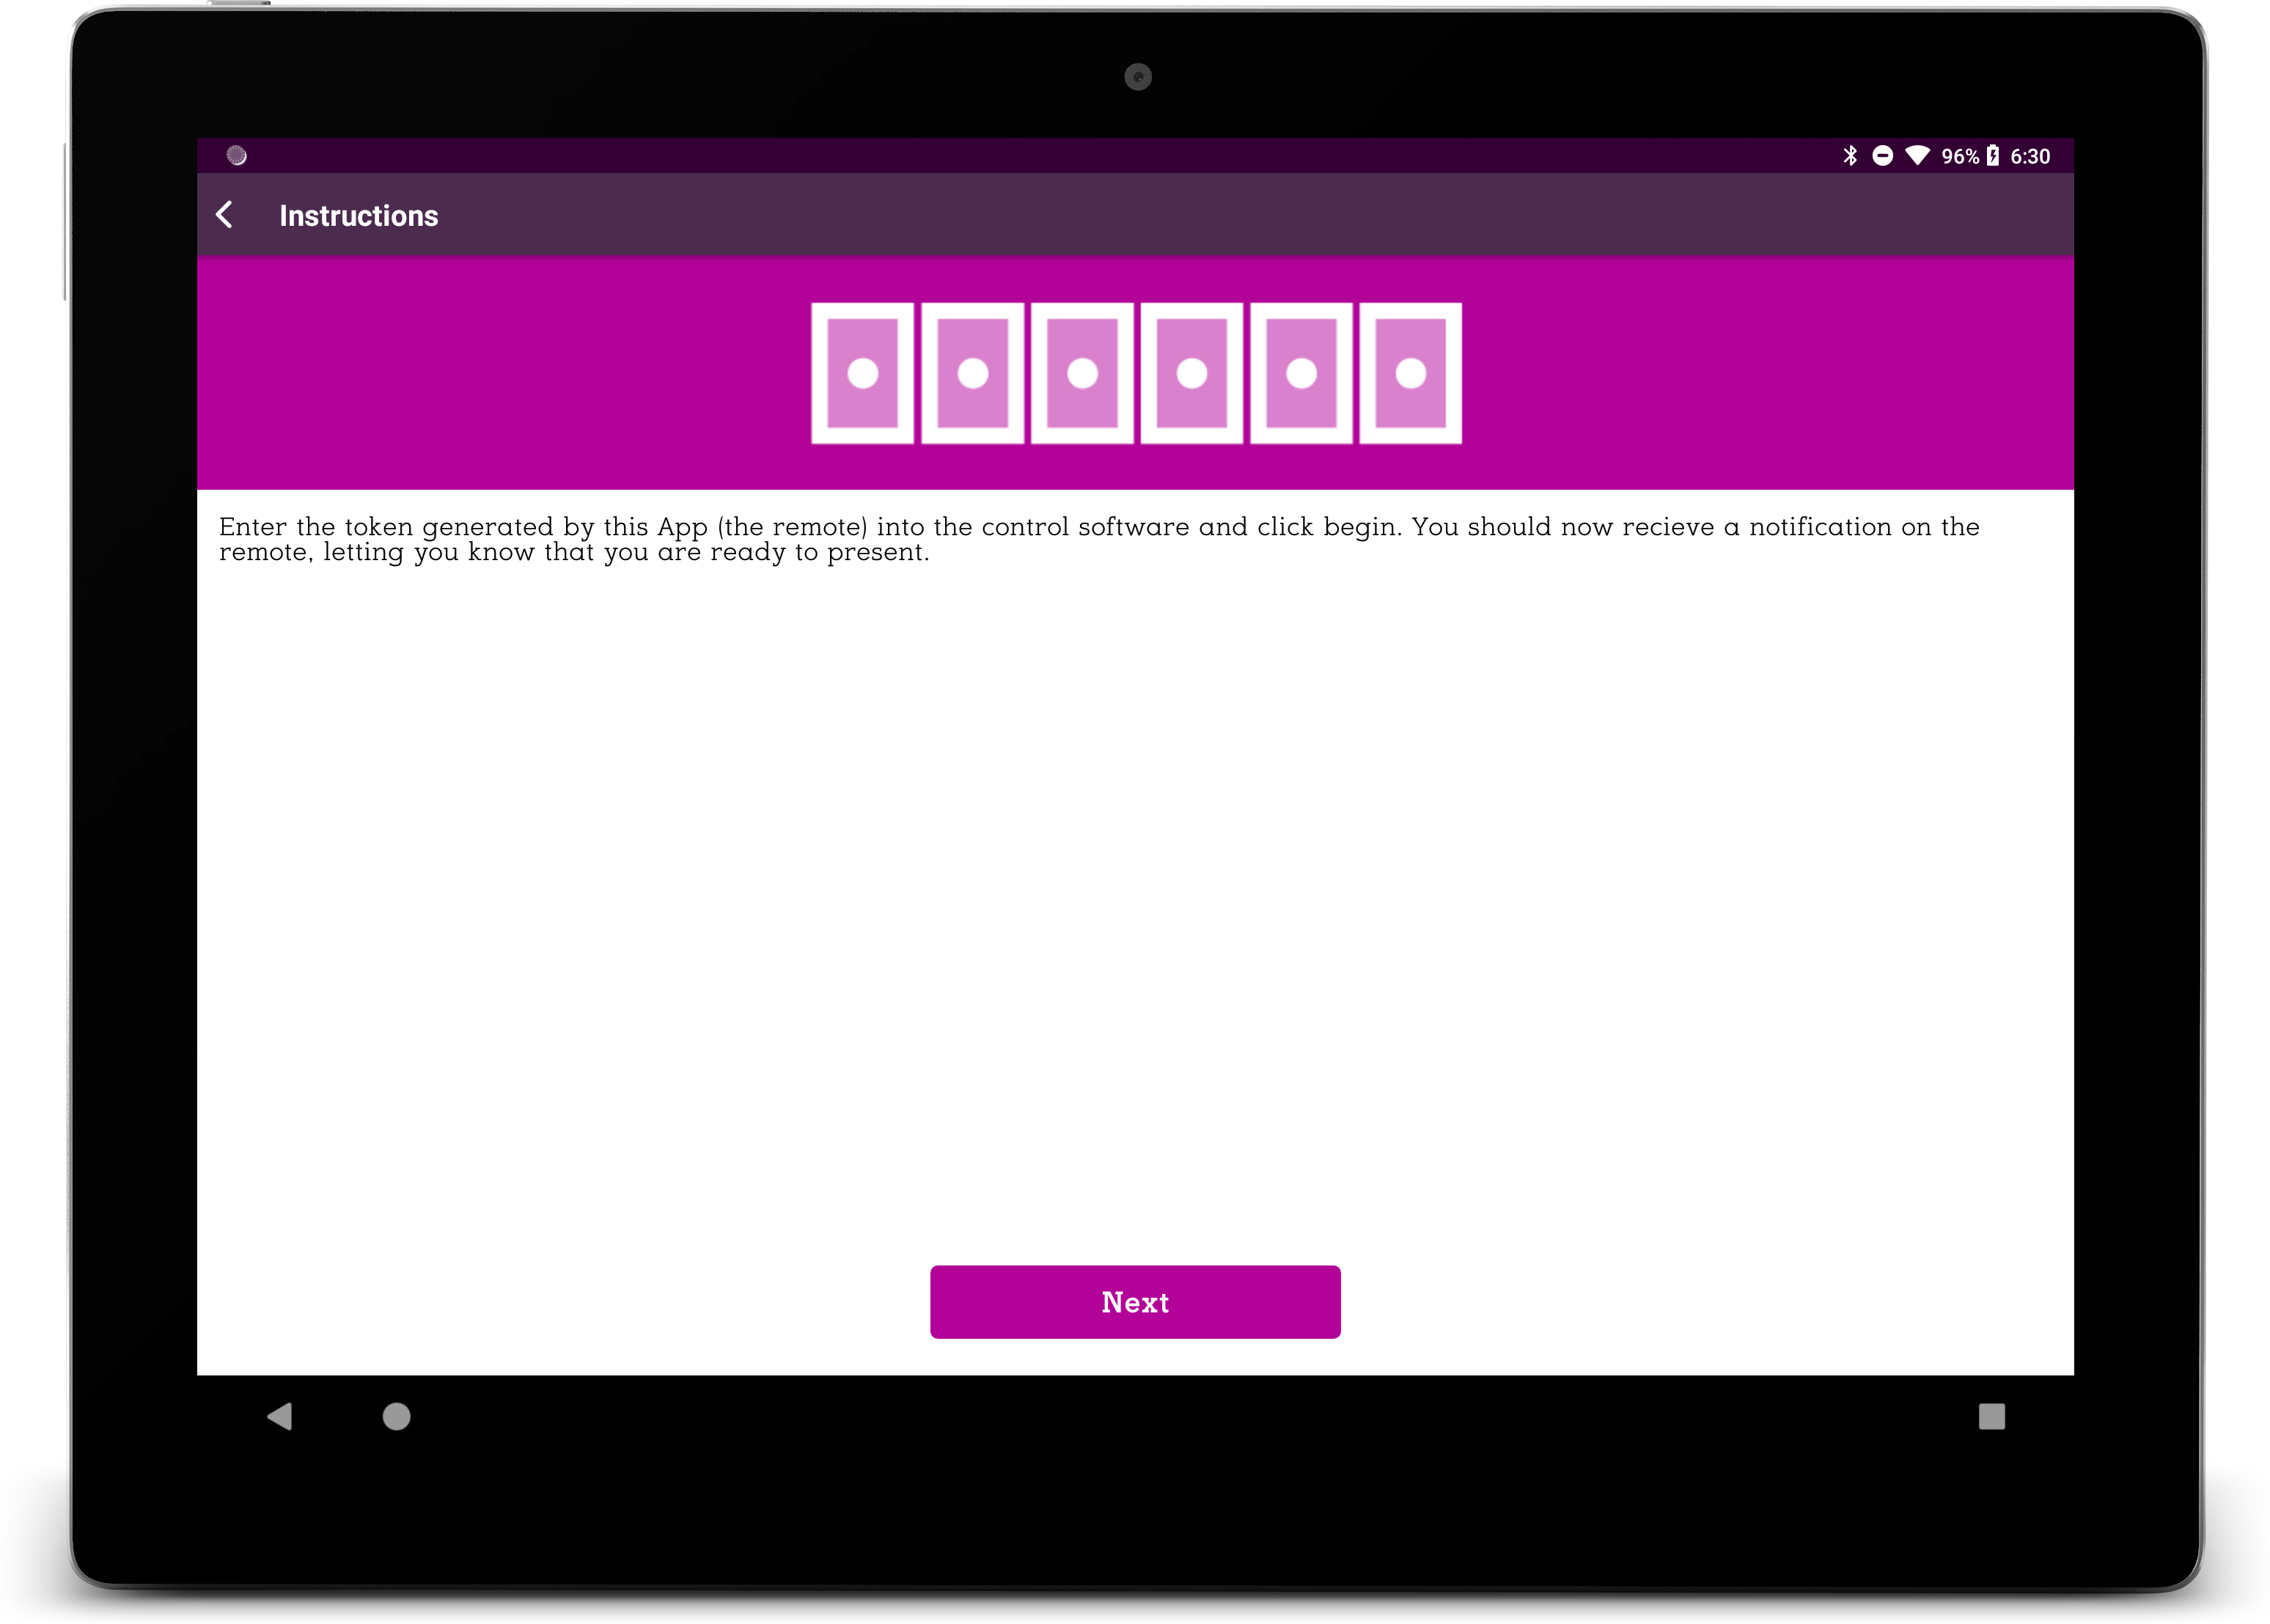 96% 6:30
Instructions
Enter the token generated by this App (the remote) into the control software and click begin. You should now recieve a notification on the
remote, letting you know that you are ready to present.
Next